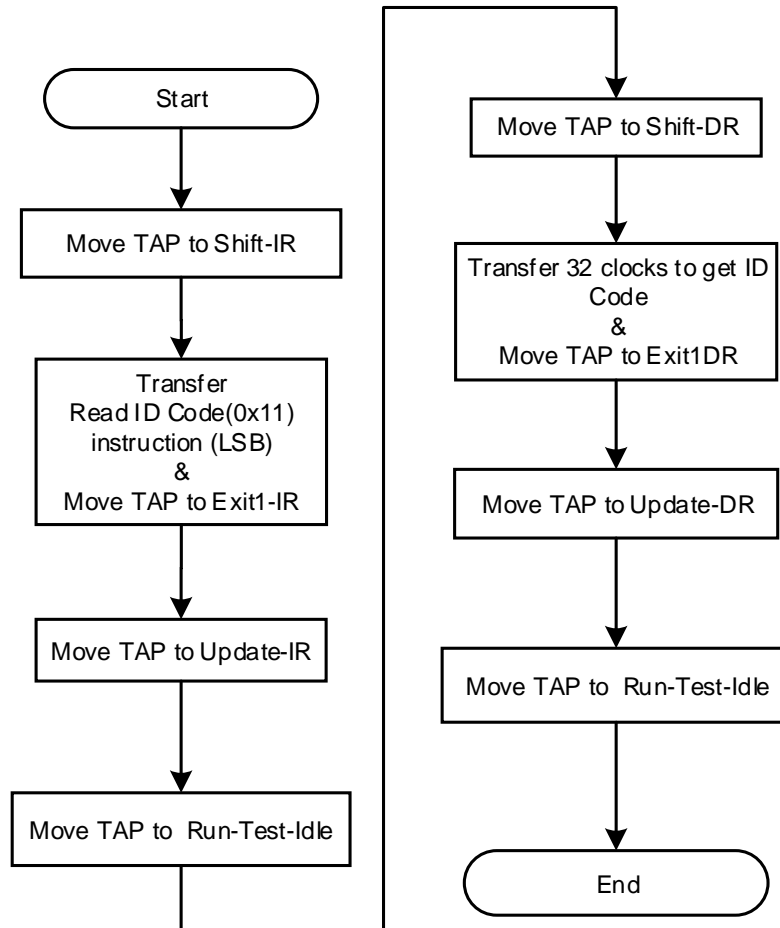 Start
Move TAP to Shift-IR
Transfer
Read ID Code(0x11)
instruction (LSB)
&
Move TAP to Exit1-IR
Move TAP to Update-IR
Move TAP to Run-Test-Idle
Move TAP to Shift-DR
Transfer 32 clocks to get ID
Code
&
Move TAP to Exit1DR
Move TAP to Update-DR
Move TAP to Run-Test-Idle
End